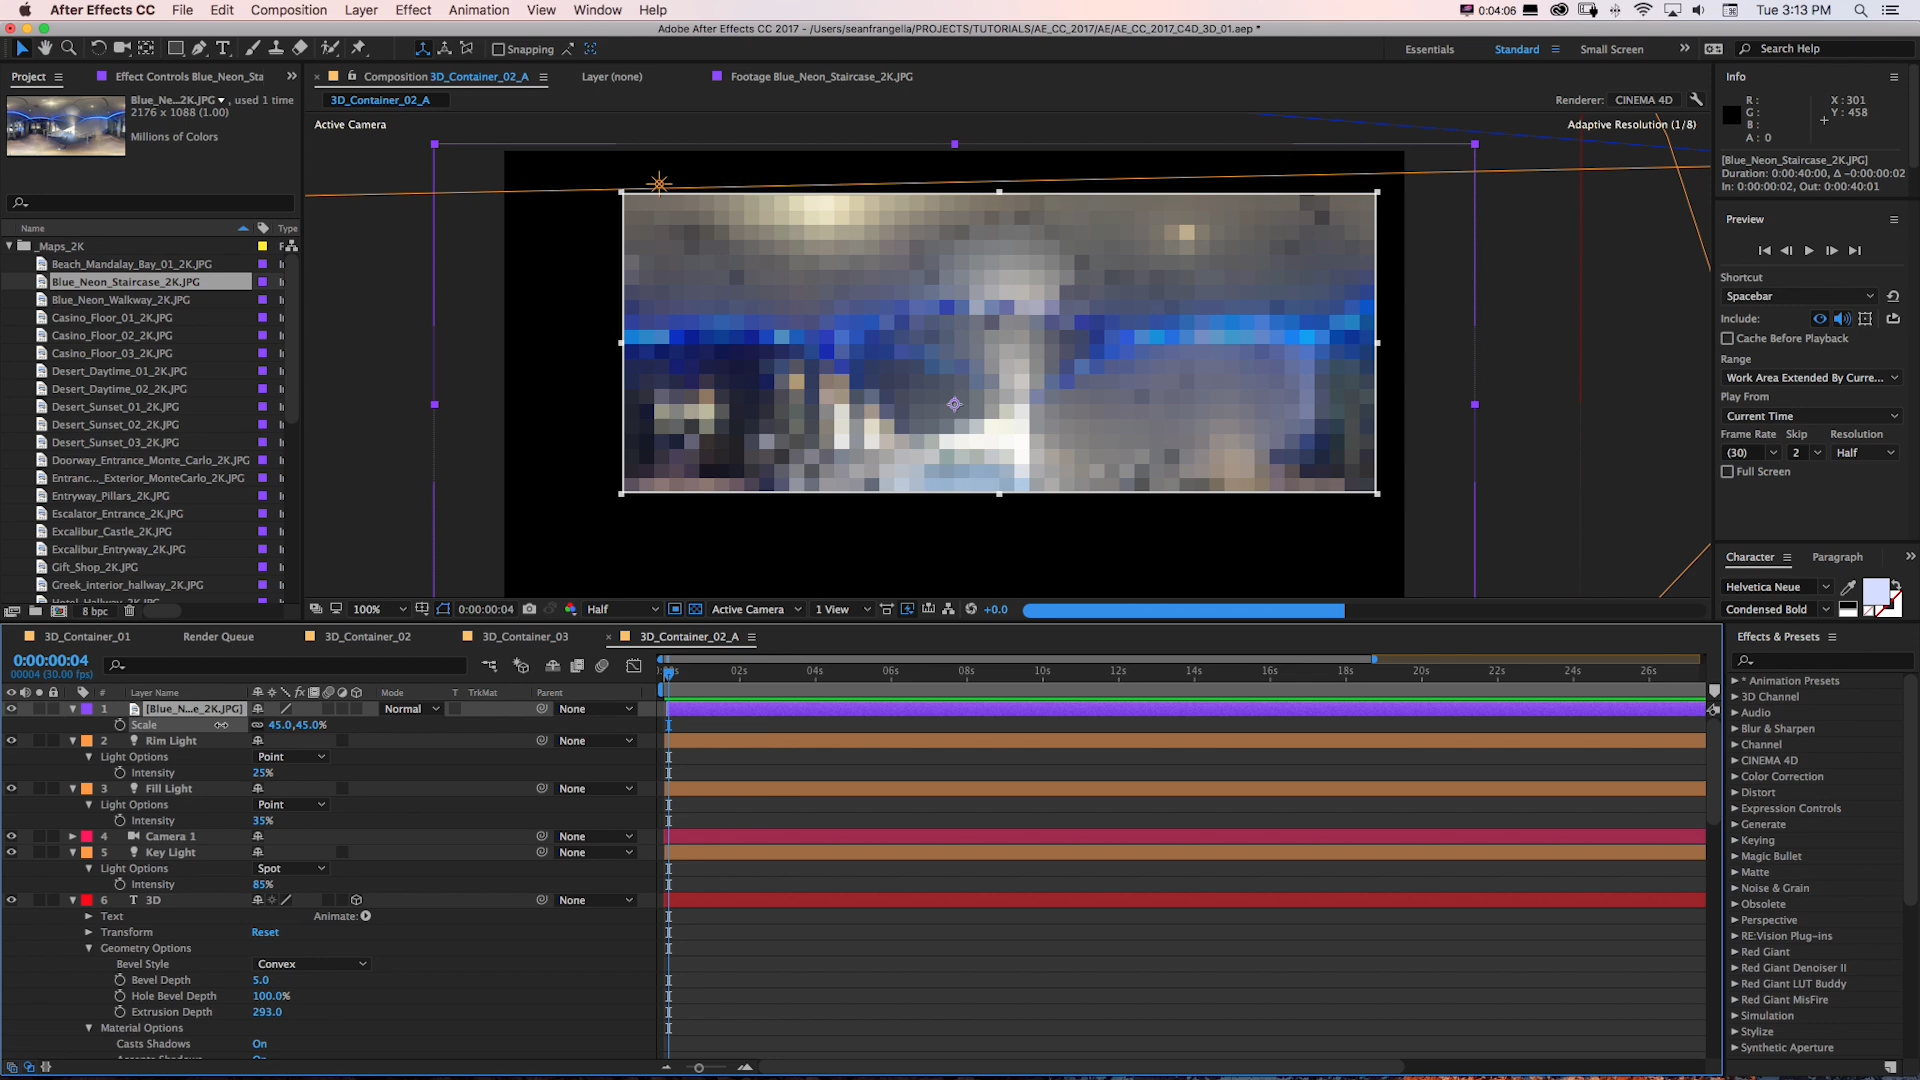 After Effects CC File Edit Composition Layer Effect Animation View Window Help 0:04:06 Tue 3:13 PM
Adobe After Effects CC 2017 - /Users/seanfrangella/PROJECTS/TUTORIALS/AE_CC_2017/AE/AE_CC_2017_C4D_3D_01.aep *
Snapping Essentials Standard Small Screen Search Help
Project Effect Controls Blue_Neon_Sta Composition 3D_Container_02_A Layer (none) Footage Blue_Neon_Staircase_2K.JPG Info
Blue_Ne...2K.JPG, used 1 time
2176 x 1088 (1.00)
Millions of Colors
3D_Container_02_A Renderer: CINEMA 4D
Active Camera Adaptive Resolution (1/8)
R: X: 301
G: Y: 458
B:
A: 0
[Blue_Neon_Staircase_2K.JPG]
Duration: 0:00:40:00, Δ -0:00:00:02
In: 0:00:00:02, Out: 0:00:40:01
Name Type
_Maps_2K
Beach_Mandalay_Bay_01_2K.JPG
Blue_Neon_Staircase_2K.JPG
Blue_Neon_Walkway_2K.JPG
Casino_Floor_01_2K.JPG
Casino_Floor_02_2K.JPG
Casino_Floor_03_2K.JPG
Desert_Daytime_01_2K.JPG
Desert_Daytime_02_2K.JPG
Desert_Sunset_01_2K.JPG
Desert_Sunset_02_2K.JPG
Desert_Sunset_03_2K.JPG
Doorway_Entrance_Monte_Carlo_2K.JPG
Entranc..._Exterior_MonteCarlo_2K.JPG
Entryway_Pillars_2K.JPG
Escalator_Entrance_2K.JPG
Excalibur_Castle_2K.JPG
Excalibur_Entryway_2K.JPG
Gift_Shop_2K.JPG
Greek_interior_hallway_2K.JPG
8 bpc
100% 0:00:00:04 Half Active Camera 1 View +0.0
Preview
Shortcut
Spacebar
Include:
Cache Before Playback
Range
Work Area Extended By Curre...
Play From
Current Time
Frame Rate Skip Resolution
(30) 2 Half
Full Screen
Character Paragraph
Helvetica Neue
Condensed Bold
3D_Container_01 Render Queue 3D_Container_02 3D_Container_03 3D_Container_02_A
0:00:00:04
00004 (30.00 fps)
02s 04s 06s 08s 10s 12s 14s 16s 18s 20s 22s 24s 26s
# Layer Name Mode T TrkMat Parent
1 [Blue_N...e_2K.JPG] Normal None
Scale 45.0,45.0%
2 Rim Light None
Light Options Point
Intensity 25%
3 Fill Light None
Light Options Point
Intensity 35%
4 Camera 1 None
5 Key Light None
Light Options Spot
Intensity 85%
6 T 3D None
Text Animate:
Transform Reset
Geometry Options
Bevel Style Convex
Bevel Depth 5.0
Hole Bevel Depth 100.0%
Extrusion Depth 293.0
Material Options
Casts Shadows On
Effects & Presets
* Animation Presets
3D Channel
Audio
Blur & Sharpen
Channel
CINEMA 4D
Color Correction
Distort
Expression Controls
Generate
Keying
Magic Bullet
Matte
Noise & Grain
Obsolete
Perspective
RE:Vision Plug-ins
Red Giant
Red Giant Denoiser II
Red Giant LUT Buddy
Red Giant MisFire
Simulation
Stylize
Synthetic Aperture